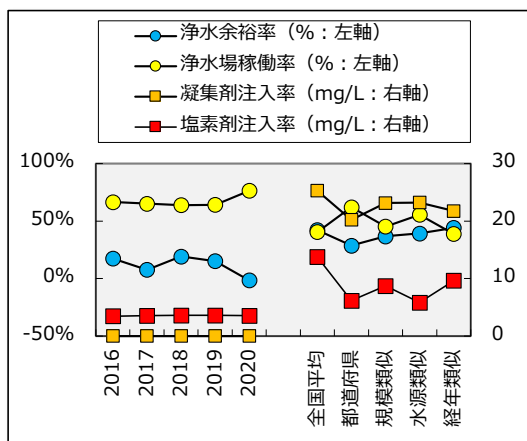 浄水余裕率（%：左軸）
浄水場稼働率（%：左軸）
凝集剤注入率（mg/L：右軸）
塩素剤注入率（mg/L：右軸）
100%
50%
0%
-50%
30
20
10
0
2016
2017
2018
2019
2020
全国平均
都道府県
規模類似
水源類似
経年類似